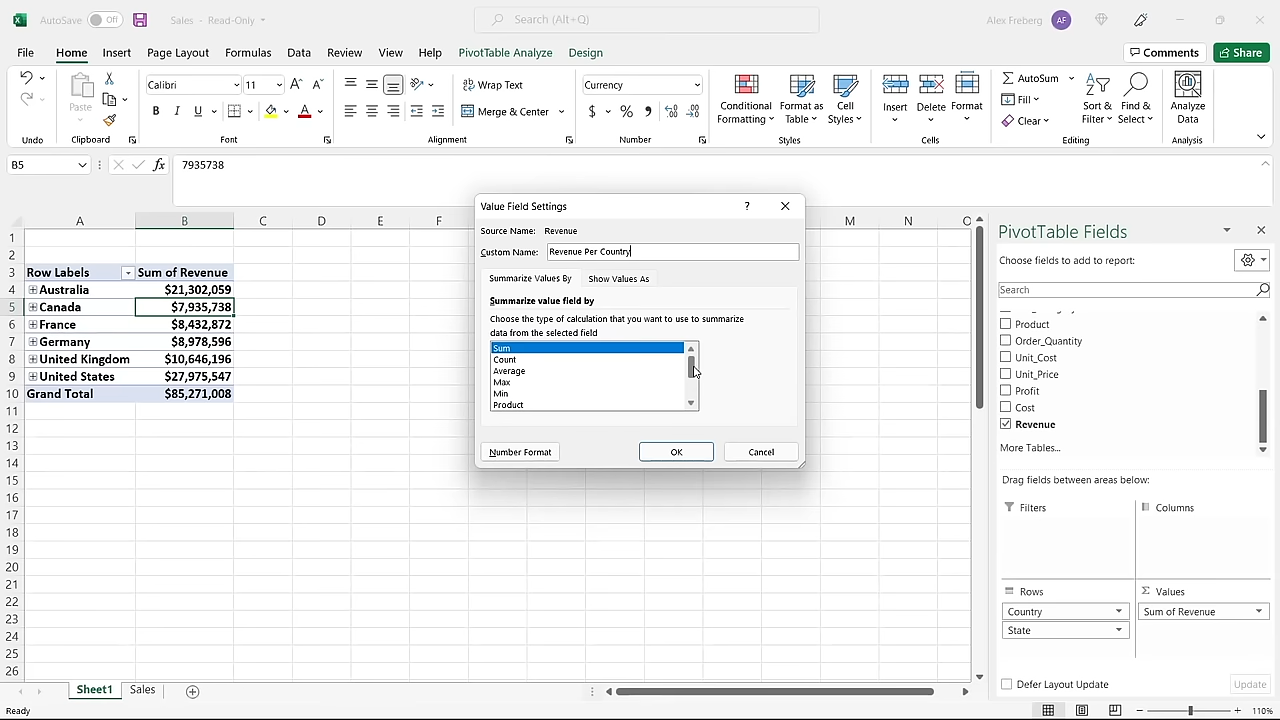 AutoSave Off Sales - Read-Only Search (Alt+Q) Alex Freberg AF
File Home Insert Page Layout Formulas Data Review View Help PivotTable Analyze Design Comments Share
Undo
Paste
Clipboard
Calibri 11
B I U
Font
Wrap Text
Merge & Center
Alignment
Currency
$ % ,
Number
Conditional Formatting
Format as Table
Cell Styles
Styles
Insert Delete Format
Cells
AutoSum
Fill
Clear
Sort & Filter
Find & Select
Editing
Analyze Data
Analysis
B5 fx 7935738
A B C D E F M N O
1
2
3 Row Labels Sum of Revenue
4 Australia $21,302,059
5 Canada $7,935,738
6 France $8,432,872
7 Germany $8,978,596
8 United Kingdom $10,646,196
9 United States $27,975,547
10 Grand Total $85,271,008
11
12
13
14
15
16
17
18
19
20
21
22
23
24
25
26
Value Field Settings ?
Source Name: Revenue
Custom Name: Revenue Per Country
Summarize Values By Show Values As
Summarize value field by
Choose the type of calculation that you want to use to summarize
data from the selected field
Sum
Count
Average
Max
Min
Product
Number Format OK Cancel
PivotTable Fields
Choose fields to add to report:
Search
Product
Order_Quantity
Unit_Cost
Unit_Price
Profit
Cost
Revenue
More Tables...
Drag fields between areas below:
Filters Columns
Rows Σ Values
Country Sum of Revenue
State
Defer Layout Update Update
Sheet1 Sales
Ready 110%